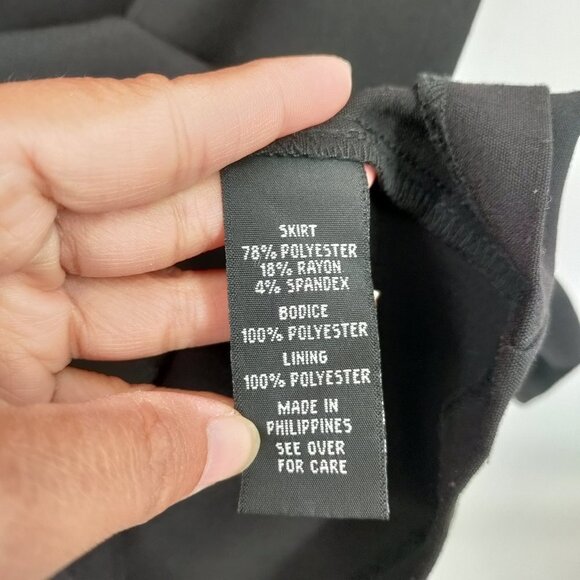 SKIRT
78% POLYESTER
18% RAYON
4% SPANDEX
BODICE
100% POLYESTER
LINING
100% POLYESTER
MADE IN
PHILIPPINES
SEE OVER
FOR CARE